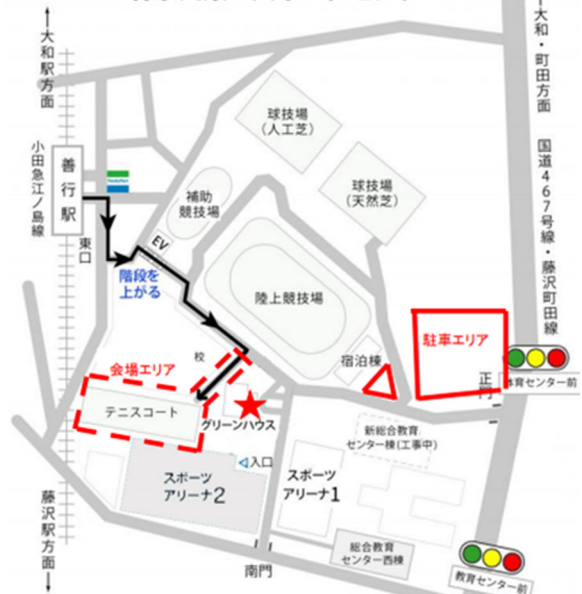 大和駅方面
大和・町田方面
国道467号線・藤沢町田線
小田急江ノ島線
善行駅
東口
球技場
(人工芝)
球技場
(天然芝)
補助
競技場
EV
階段を
上がる
陸上競技場
駐車エリア
宿泊棟
正門
体育センター前
会場エリア
校
テニスコート
グリーンハウス
新総合教育
センター棟(工事中)
入口
スポーツ
アリーナ2
スポーツ
アリーナ1
総合教育
センター西棟
教育センター前
南門
藤沢駅方面